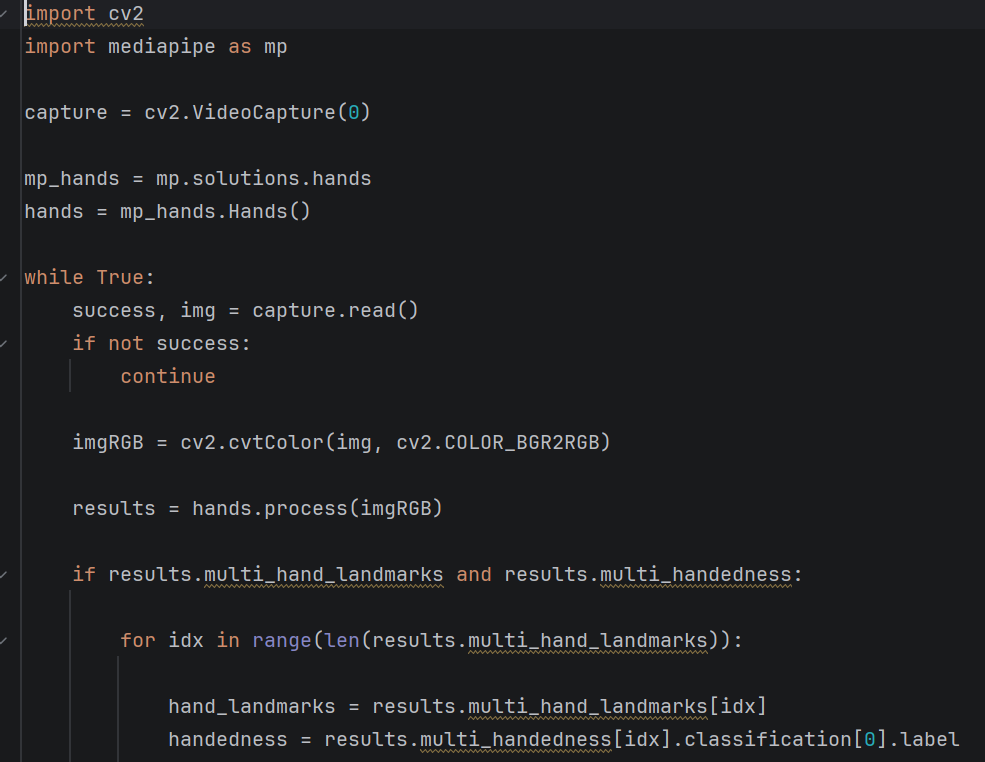 import cv2
import mediapipe as mp
capture = cv2.VideoCapture(0)
mp_hands = mp.solutions.hands
hands = mp_hands.Hands()
while True:
    success, img = capture.read()
    if not success:
        continue
    imgRGB = cv2.cvtColor(img, cv2.COLOR_BGR2RGB)
    results = hands.process(imgRGB)
    if results.multi_hand_landmarks and results.multi_handedness:
        for idx in range(len(results.multi_hand_landmarks)):
            hand_landmarks = results.multi_hand_landmarks[idx]
            handedness = results.multi_handedness[idx].classification[0].label